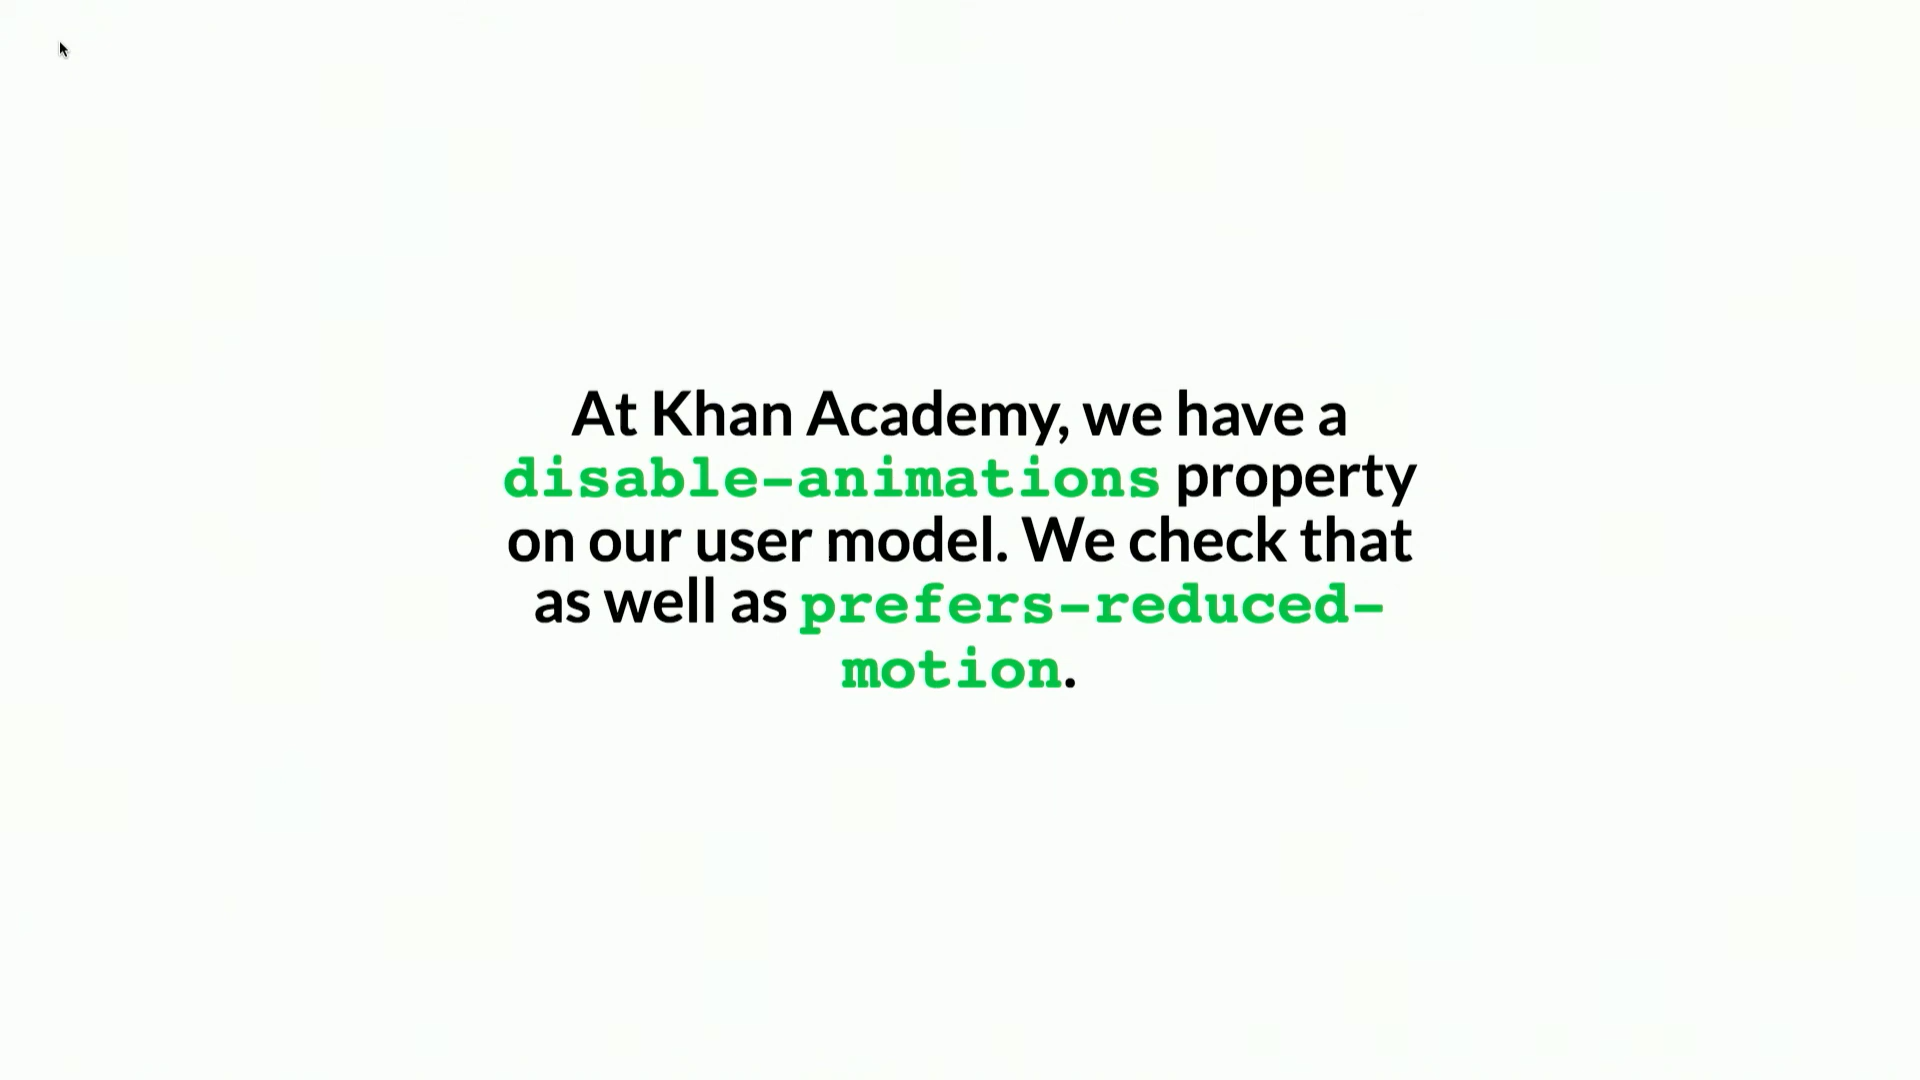 At Khan Academy, we have a
disable-animations property
on our user model. We check that
as well as prefers-reduced-
motion.